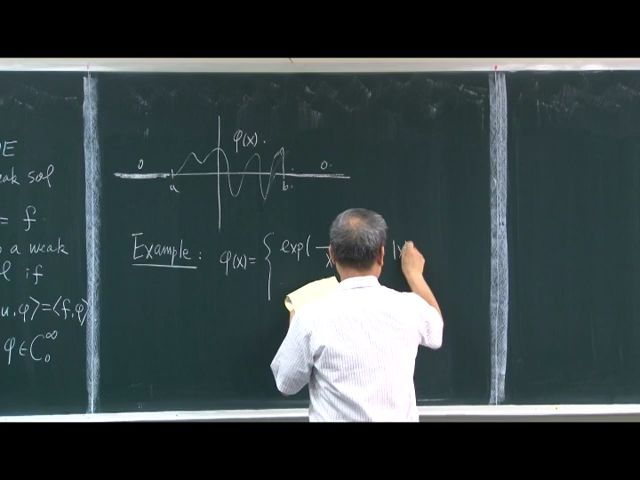 DE
eak sol
= f
o a weak
l if
u, φ⟩=⟨f,φ⟩.
φ∈C₀^∞
φ(x).
0
0.
a
b.
Example: φ(x)= { exp( — x |x